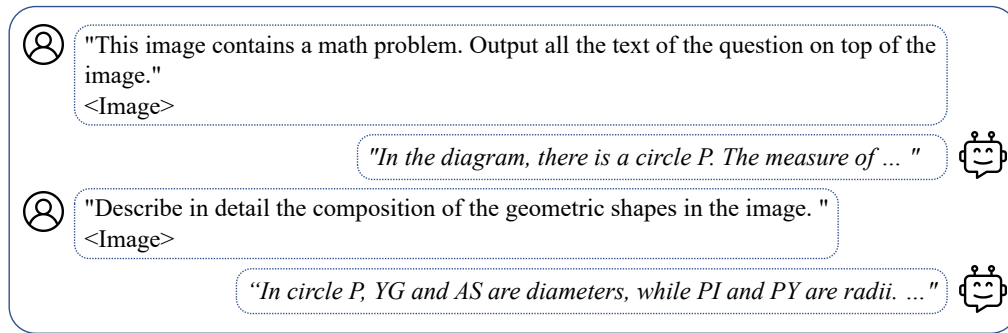 "This image contains a math problem. Output all the text of the question on top of the
image."
<Image>
"In the diagram, there is a circle P. The measure of … "
"Describe in detail the composition of the geometric shapes in the image. "
<Image>
“In circle P, YG and AS are diameters, while PI and PY are radii. …"